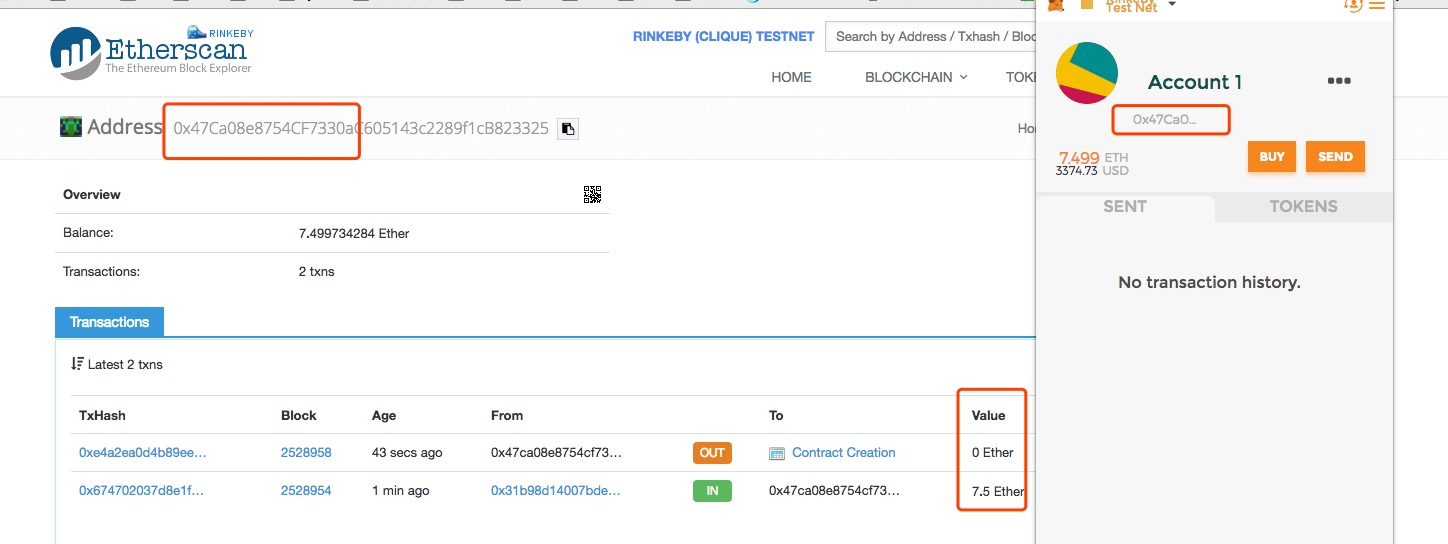 RINKEBY
Etherscan
The Ethereum Block Explorer
RINKEBY (CLIQUE) TESTNET
Search by Address / Txhash / Bloc
HOME
BLOCKCHAIN
TOKE
Address 0x47Ca08e8754CF7330aC605143c2289f1cB823325
Ho
Overview
Balance:
7.499734284 Ether
Transactions:
2 txns
Transactions
Latest 2 txns
TxHash Block Age From To Value
0xe4a2ea0d4b89ee... 2528958 43 secs ago 0x47ca08e8754cf73... OUT Contract Creation 0 Ether
0x674702037d8e1f... 2528954 1 min ago 0x31b98d14007bde... IN 0x47ca08e8754cf73... 7.5 Ether
Test Net
Account 1
0x47Ca0...
7.499 ETH
3374.73 USD
BUY
SEND
SENT
TOKENS
No transaction history.